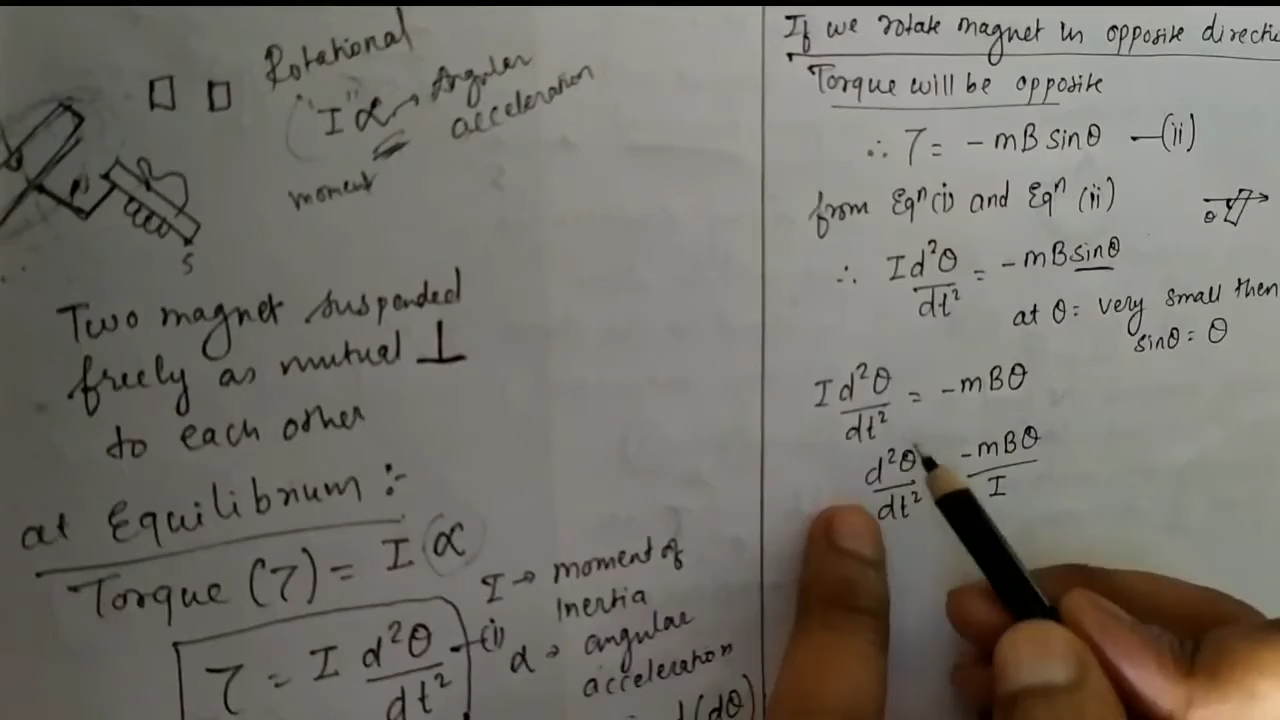 Rotational
"I" α → Angular
acceleration
moment
S
Two magnet suspended
freely as mutual ⊥
to each other
at Equilibrium :-
Torque (τ) = I α
I → moment of
Inertia
τ = I d²θ/dt² —(i)
α → angular
acceleration
d(dθ)
If we rotate magnet in opposite directi
Torque will be opposite
∴ τ = - mB sinθ —(ii)
from Eqⁿ(i) and Eqⁿ (ii)
θ
∴ I d²θ/dt² = - mB sinθ
at θ = very small then
sinθ = θ
I d²θ/dt² = - mBθ
d²θ/dt² - mBθ/I